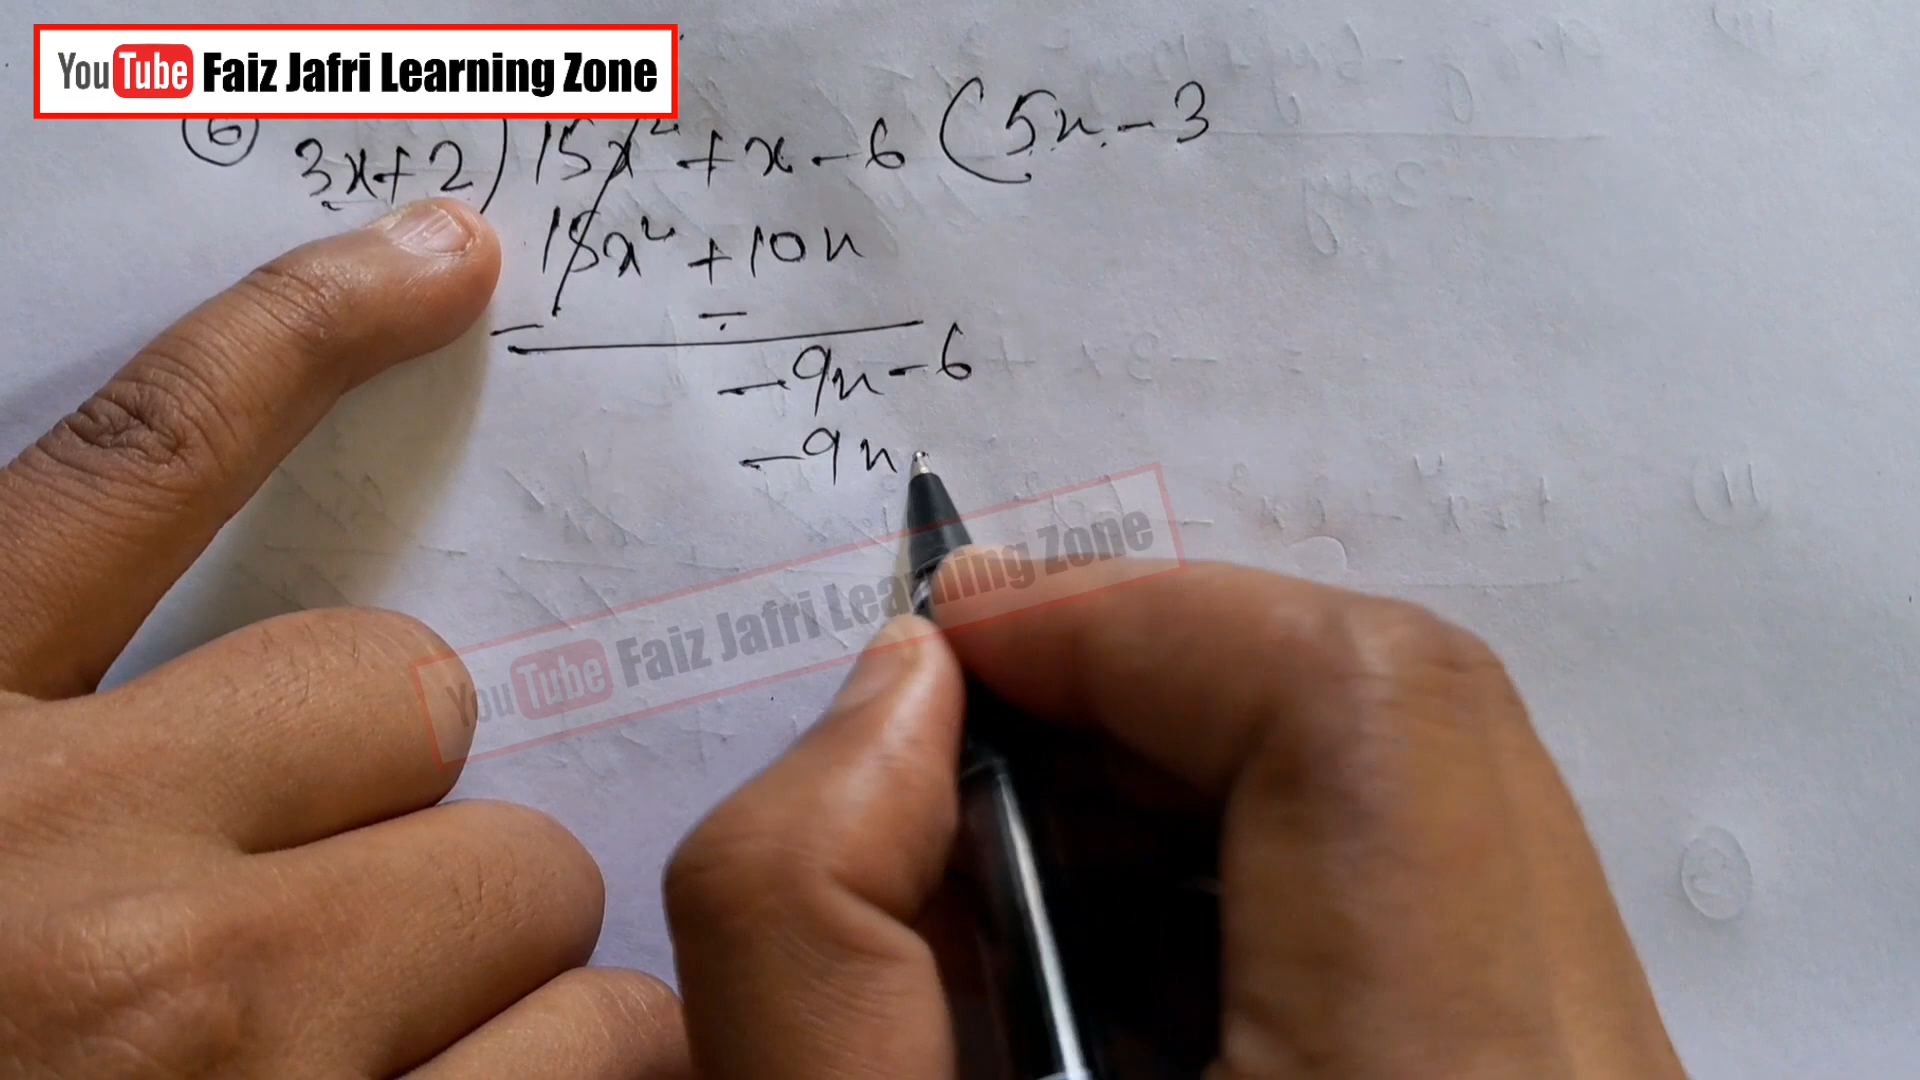 YouTube Faiz Jafri Learning Zone
6 3x+2) 15x² + x - 6 (5x - 3
15x² + 10x
- -
-9x - 6
-9x
YouTube Faiz Jafri Learning Zone